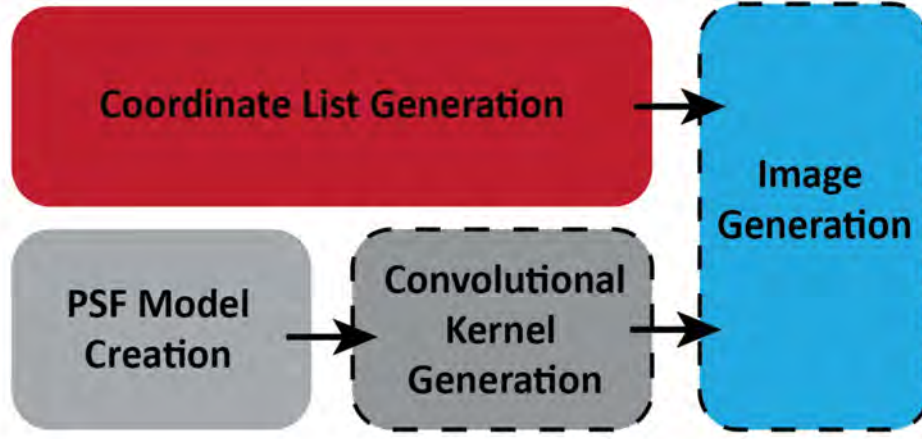 Coordinate List Generation
PSF Model
Creation
Convolutional
Kernel
Generation
Image
Generation